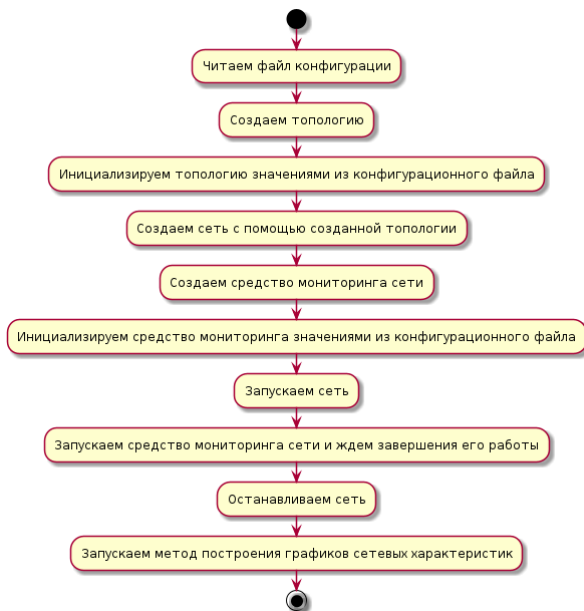 Читаем файл конфигурации
Создаем топологию
Инициализируем топологию значениями из конфигурационного файла
Создаем сеть с помощью созданной топологии
Создаем средство мониторинга сети
Инициализируем средство мониторинга значениями из конфигурационного файла
Запускаем сеть
Запускаем средство мониторинга сети и ждем завершения его работы
Останавливаем сеть
Запускаем метод построения графиков сетевых характеристик